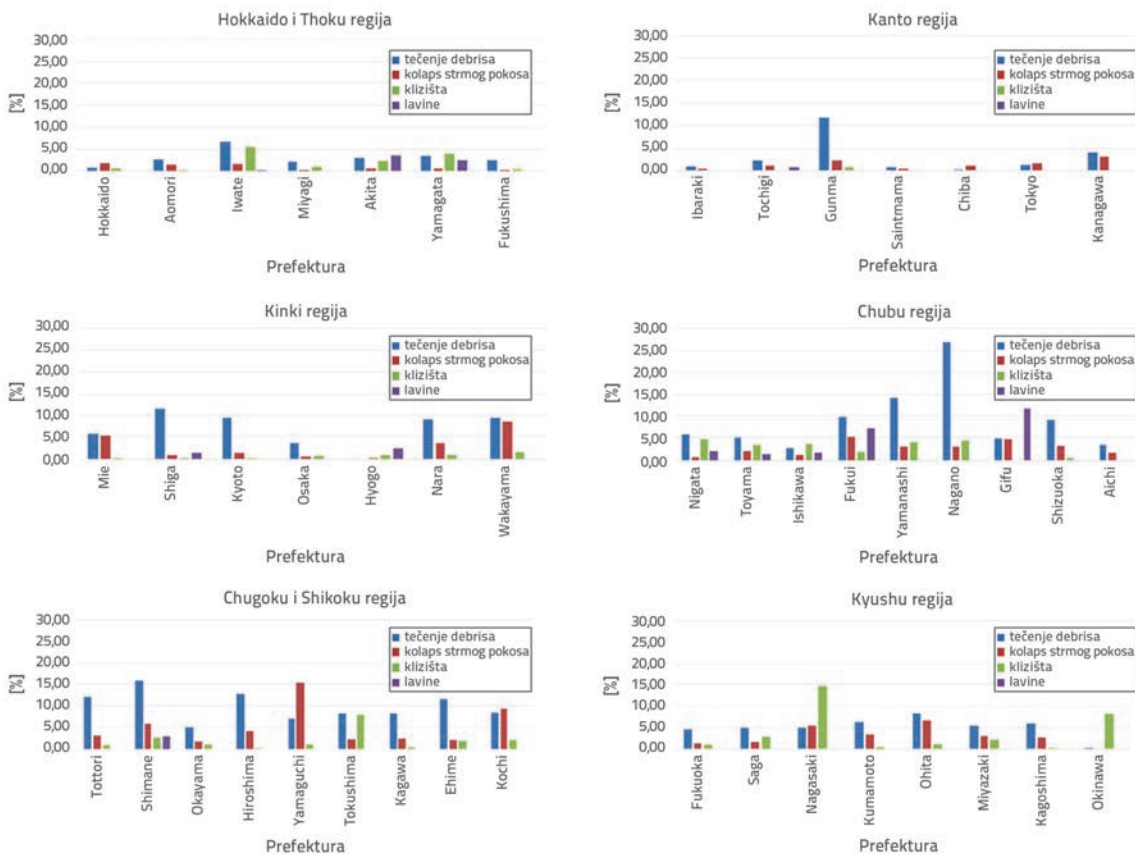 Hokkaido i Thoku regija
30,00
25,00
20,00
15,00
10,00
5,00
0,00
[%]
tečenje debrisa
kolaps strmog pokosa
klizišta
lavine
Hokkaido
Aomori
Iwate
Miyagi
Akita
Yamagata
Fukushima
Prefektura
Kanto regija
30,00
25,00
20,00
15,00
10,00
5,00
0,00
[%]
tečenje debrisa
kolaps strmog pokosa
klizišta
lavine
Ibaraki
Tochigi
Gunma
Saintmama
Chiba
Tokyo
Kanagawa
Prefektura
Kinki regija
30,00
25,00
20,00
15,00
10,00
5,00
0,00
[%]
tečenje debrisa
kolaps strmog pokosa
klizišta
lavine
Mie
Shiga
Kyoto
Osaka
Hyogo
Nara
Wakayama
Prefektura
Chubu regija
30,00
25,00
20,00
15,00
10,00
5,00
0,00
[%]
tečenje debrisa
kolaps strmog pokosa
klizišta
lavine
Nigata
Toyama
Ishikawa
Fukui
Yamanashi
Nagano
Gifu
Shizuoka
Aichi
Prefektura
Chugoku i Shikoku regija
30,00
25,00
20,00
15,00
10,00
5,00
0,00
[%]
tečenje debrisa
kolaps strmog pokosa
klizišta
lavine
Tottori
Shimane
Okayama
Hiroshima
Yamaguchi
Tokushima
Kagawa
Ehime
Kochi
Prefektura
Kyushu regija
30,00
25,00
20,00
15,00
10,00
5,00
0,00
[%]
tečenje debrisa
kolaps strmog pokosa
klizišta
lavine
Fukuoka
Saga
Nagasaki
Kumamoto
Ohita
Miyazaki
Kagoshima
Okinawa
Prefektura